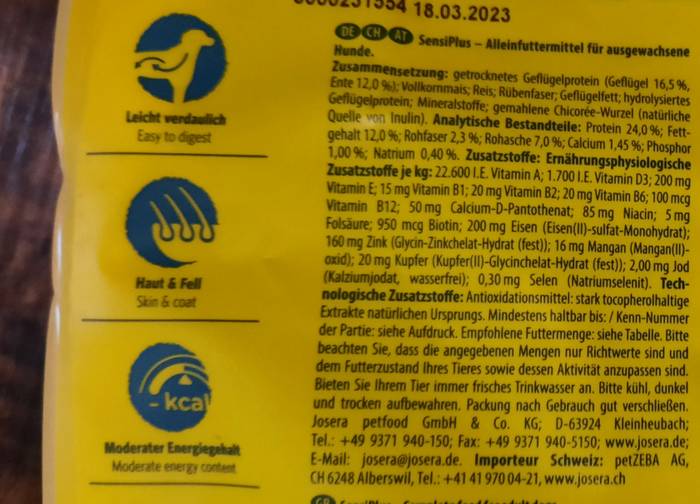 0000251554 18.03.2023
DE CH AT SensiPlus – Alleinfuttermittel für ausgewachsene
Hunde.
Zusammensetzung: getrocknetes Geflügelprotein (Geflügel 16,5 %,
Ente 12,0 %); Vollkornmais; Reis; Rübenfaser; Geflügelfett; hydrolysiertes
Geflügelprotein; Mineralstoffe; gemahlene Chicorée-Wurzel (natürliche
Quelle von Inulin). Analytische Bestandteile: Protein 24,0 %; Fett-
gehalt 12,0 %; Rohfaser 2,3 %; Rohasche 7,0 %; Calcium 1,45 %; Phosphor
1,00 %; Natrium 0,40 %. Zusatzstoffe: Ernährungsphysiologische
Zusatzstoffe je kg: 22.600 I.E. Vitamin A; 1.700 I.E. Vitamin D3; 200 mg
Vitamin E; 15 mg Vitamin B1; 20 mg Vitamin B2; 20 mg Vitamin B6; 100 mcg
Vitamin B12; 50 mg Calcium-D-Pantothenat; 85 mg Niacin; 5 mg
Folsäure; 950 mcg Biotin; 200 mg Eisen (Eisen(II)-sulfat-Monohydrat);
160 mg Zink (Glycin-Zinkchelat-Hydrat (fest)); 16 mg Mangan (Mangan(II)-
oxid); 20 mg Kupfer (Kupfer(II)-Glycinchelat-Hydrat (fest)); 2,00 mg Jod
(Kalziumjodat, wasserfrei); 0,30 mg Selen (Natriumselenit). Tech-
nologische Zusatzstoffe: Antioxidationsmittel: stark tocopherolhaltige
Extrakte natürlichen Ursprungs. Mindestens haltbar bis: / Kenn-Nummer
der Partie: siehe Aufdruck. Empfohlene Futtermenge: siehe Tabelle. Bitte
beachten Sie, dass die angegebenen Mengen nur Richtwerte sind und
dem Futterzustand Ihres Tieres sowie dessen Aktivität anzupassen sind.
Bieten Sie Ihrem Tier immer frisches Trinkwasser an. Bitte kühl, dunkel
und trocken aufbewahren. Packung nach Gebrauch gut verschließen.
Josera petfood GmbH & Co. KG; D-63924 Kleinheubach;
Tel.: +49 9371 940-150; Fax: +49 9371 940-5150; www.josera.de;
E-Mail: josera@josera.de. Importeur Schweiz: petZEBA AG,
CH 6248 Alberswil, Tel.: +41 41 970 04-21, www.josera.ch
Leicht verdaulich
Easy to digest
Haut & Fell
Skin & coat
- kcal
Moderater Energiegehalt
Moderate energy content
GB SensiPlus – Complete food for adult dogs